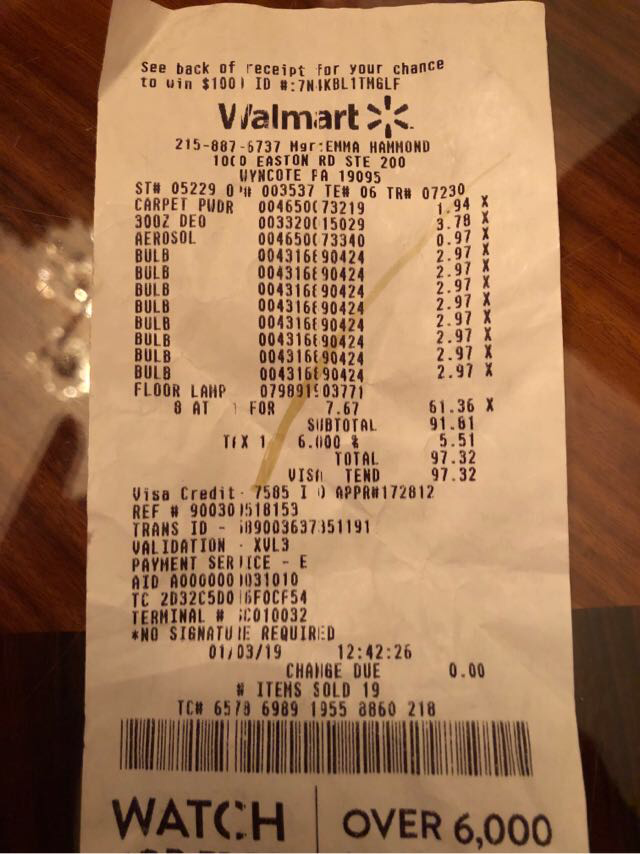 See back of receipt for your chance
to win $100 ID #:7N4KBL1TM6LF
Walmart
215-887-6737 Mgr:EMMA HAMMOND
1000 EASTON RD STE 200
WYNCOTE PA 19095
ST# 05229 OP# 003537 TE# 06 TR# 07230
CARPET PWDR 004650073219 1.94 X
30OZ DEO 003320015029 3.78 X
AEROSOL 004650073340 0.97 X
BULB 004316890424 2.97 X
BULB 004316890424 2.97 X
BULB 004316890424 2.97 X
BULB 004316890424 2.97 X
BULB 004316890424 2.97 X
BULB 004316890424 2.97 X
BULB 004316890424 2.97 X
BULB 004316890424 2.97 X
FLOOR LAMP 079891903771
8 AT 1 FOR 7.67 61.36 X
SUBTOTAL 91.81
TAX 1 6.000 % 5.51
TOTAL 97.32
VISA TEND 97.32
Visa Credit 7585 I 0 APPR#172812
REF # 900300518153
TRANS ID - 589003637351191
VALIDATION - XVL3
PAYMENT SERVICE - E
AID A0000000031010
TC 2D32C5D0 6F0CF54
TERMINAL # SC010032
*NO SIGNATURE REQUIRED
01/03/19 12:42:26
CHANGE DUE 0.00
# ITEMS SOLD 19
TC# 6578 6989 1955 8860 218
WATCH OVER 6,000